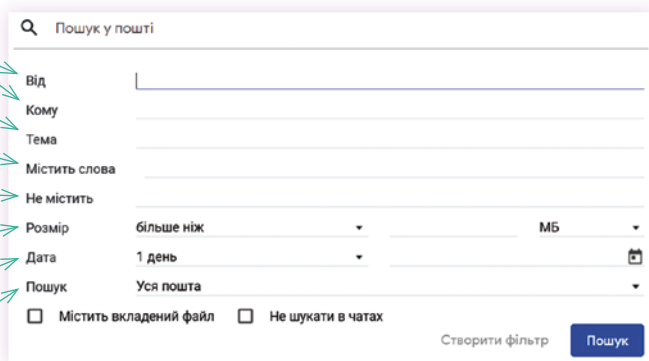 Пошук у пошті
Від
Кому
Тема
Містить слова
Не містить
Розмір більше ніж МБ
Дата 1 день
Пошук Уся пошта
Містить вкладений файл Не шукати в чатах
Створити фільтр Пошук